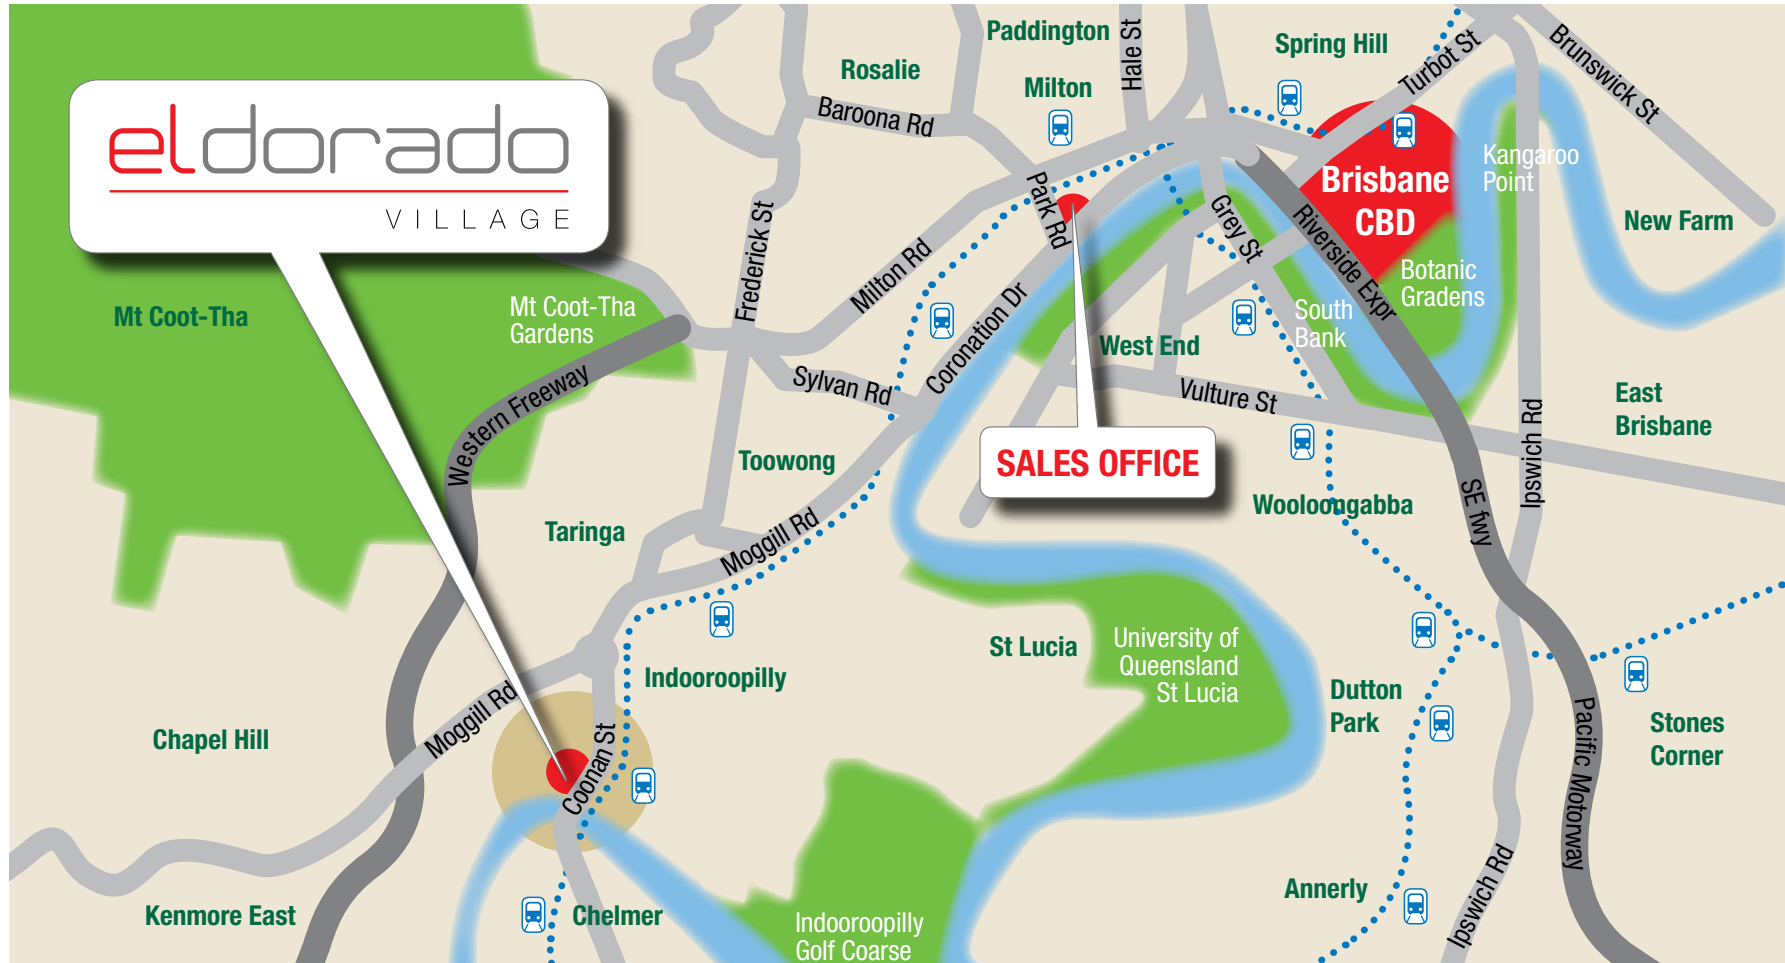 Paddington
Hale St
Spring Hill
Turbot St
Brunswick St
Rosalie
Milton
Baroona Rd
eldorado
VILLAGE
Kangaroo
Point
Brisbane
CBD
New Farm
Park Rd
Grey St
Riverside Expr
Frederick St
Milton Rd
Botanic
Gradens
Mt Coot-Tha
Mt Coot-Tha
Gardens
South
Bank
Coronation Dr
West End
Western Freeway
Sylvan Rd
Vulture St
East
Brisbane
Ipswich Rd
Toowong
SALES OFFICE
Wooloongabba
SE fwy
Taringa
Moggill Rd
St Lucia
University of
Queensland
St Lucia
Indooroopilly
Dutton
Park
Stones
Corner
Chapel Hill
Moggill Rd
Coonan St
Pacific Motorway
Annerly
Ipswich Rd
Kenmore East
Chelmer
Indooroopilly
Golf Coarse